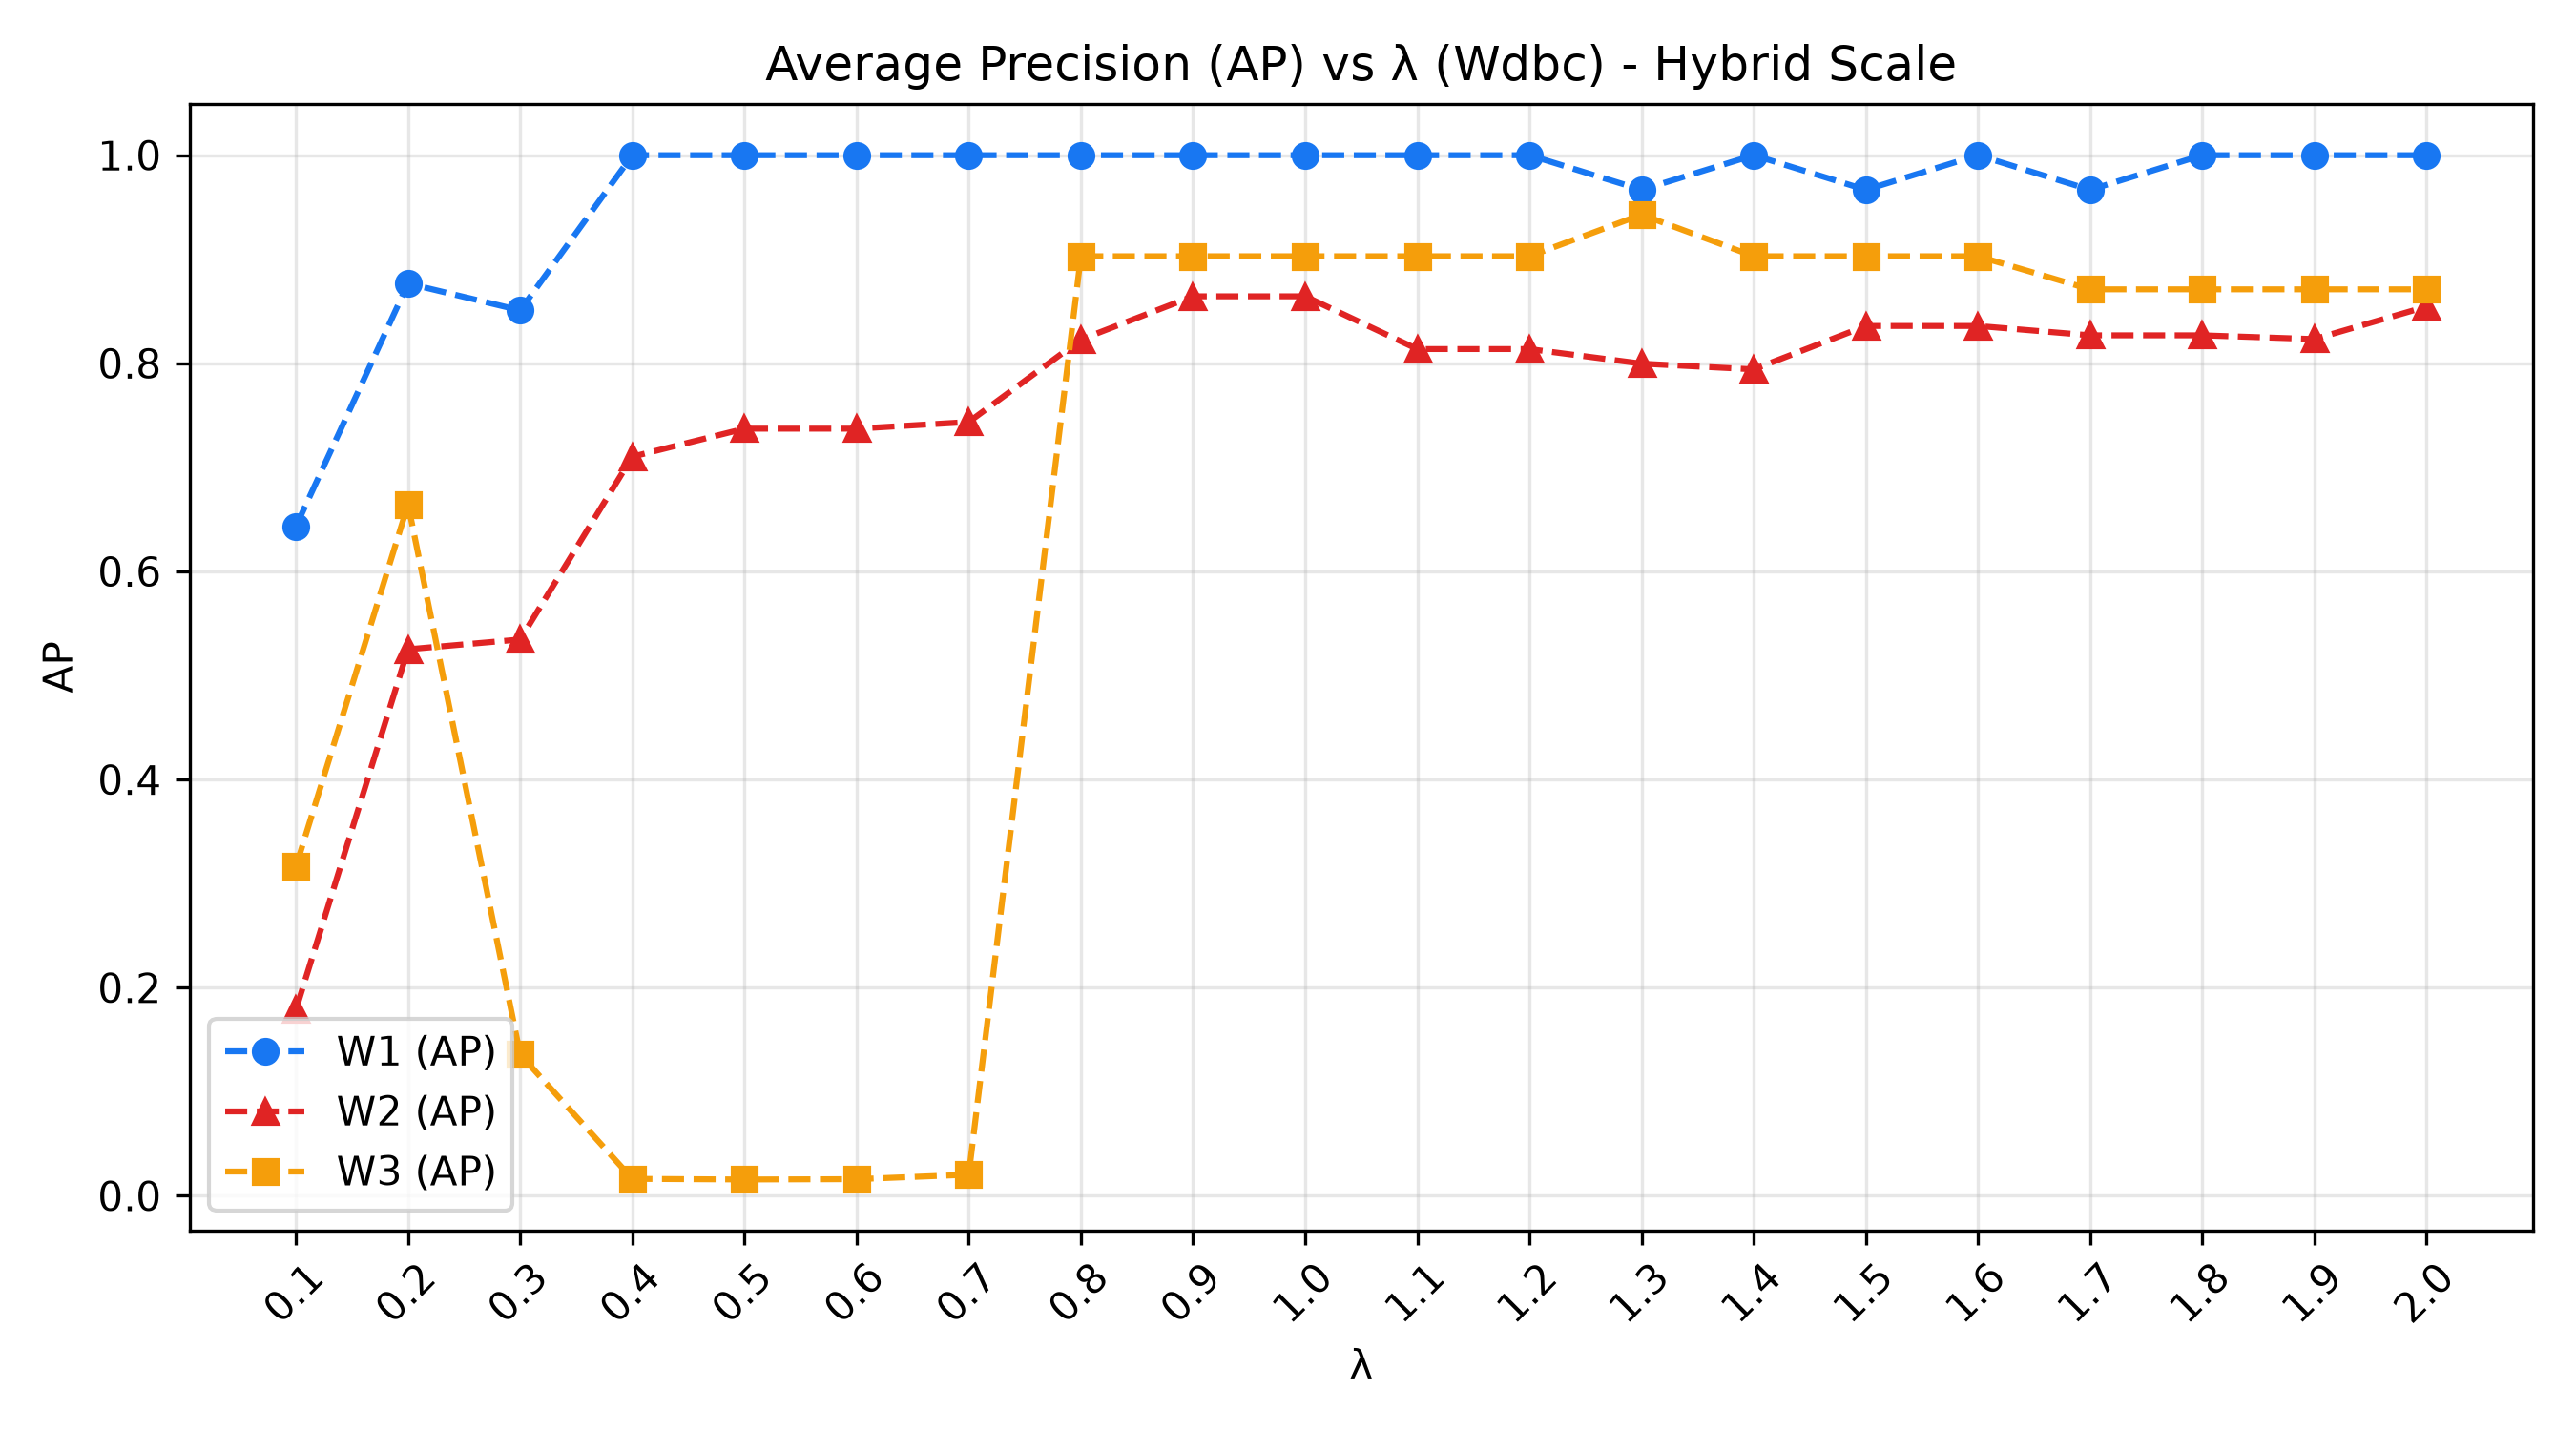 Average Precision (AP) vs λ (Wdbc) - Hybrid Scale
1.0
0.8
0.6
0.4
0.2
0.0
AP
W1 (AP)
W2 (AP)
W3 (AP)
0.1 0.2 0.3 0.4 0.5 0.6 0.7 0.8 0.9 1.0 1.1 1.2 1.3 1.4 1.5 1.6 1.7 1.8 1.9 2.0
λ